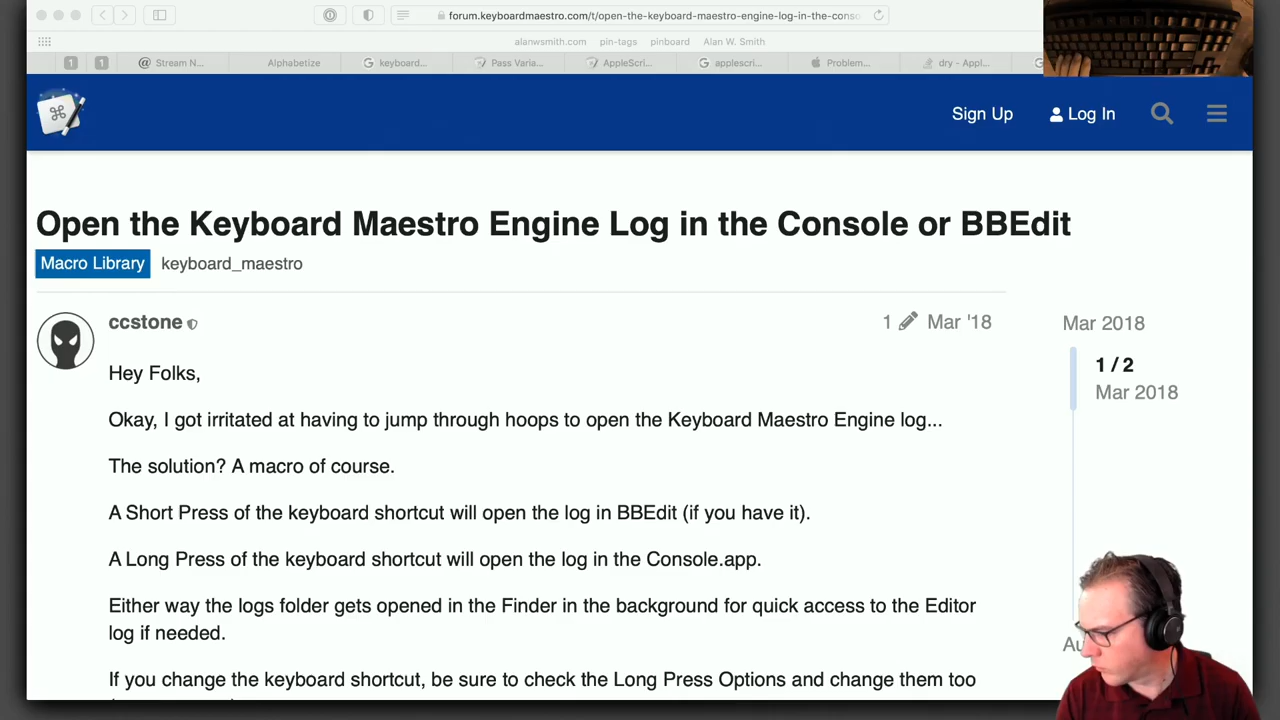 forum.keyboardmaestro.com/t/open-the-keyboard-maestro-engine-log-in-the-conso
alanwsmith.com pin-tags pinboard Alan W. Smith
1 1 Stream N... Alphabetize keyboard... Pass Varia... AppleScri... applescri... Problem... dry - Appl...
Sign Up Log In
Open the Keyboard Maestro Engine Log in the Console or BBEdit
Macro Library keyboard_maestro
ccstone 1 Mar '18
Mar 2018
1 / 2
Mar 2018
Hey Folks,
Okay, I got irritated at having to jump through hoops to open the Keyboard Maestro Engine log...
The solution? A macro of course.
A Short Press of the keyboard shortcut will open the log in BBEdit (if you have it).
A Long Press of the keyboard shortcut will open the log in the Console.app.
Either way the logs folder gets opened in the Finder in the background for quick access to the Editor
log if needed.
If you change the keyboard shortcut, be sure to check the Long Press Options and change them too